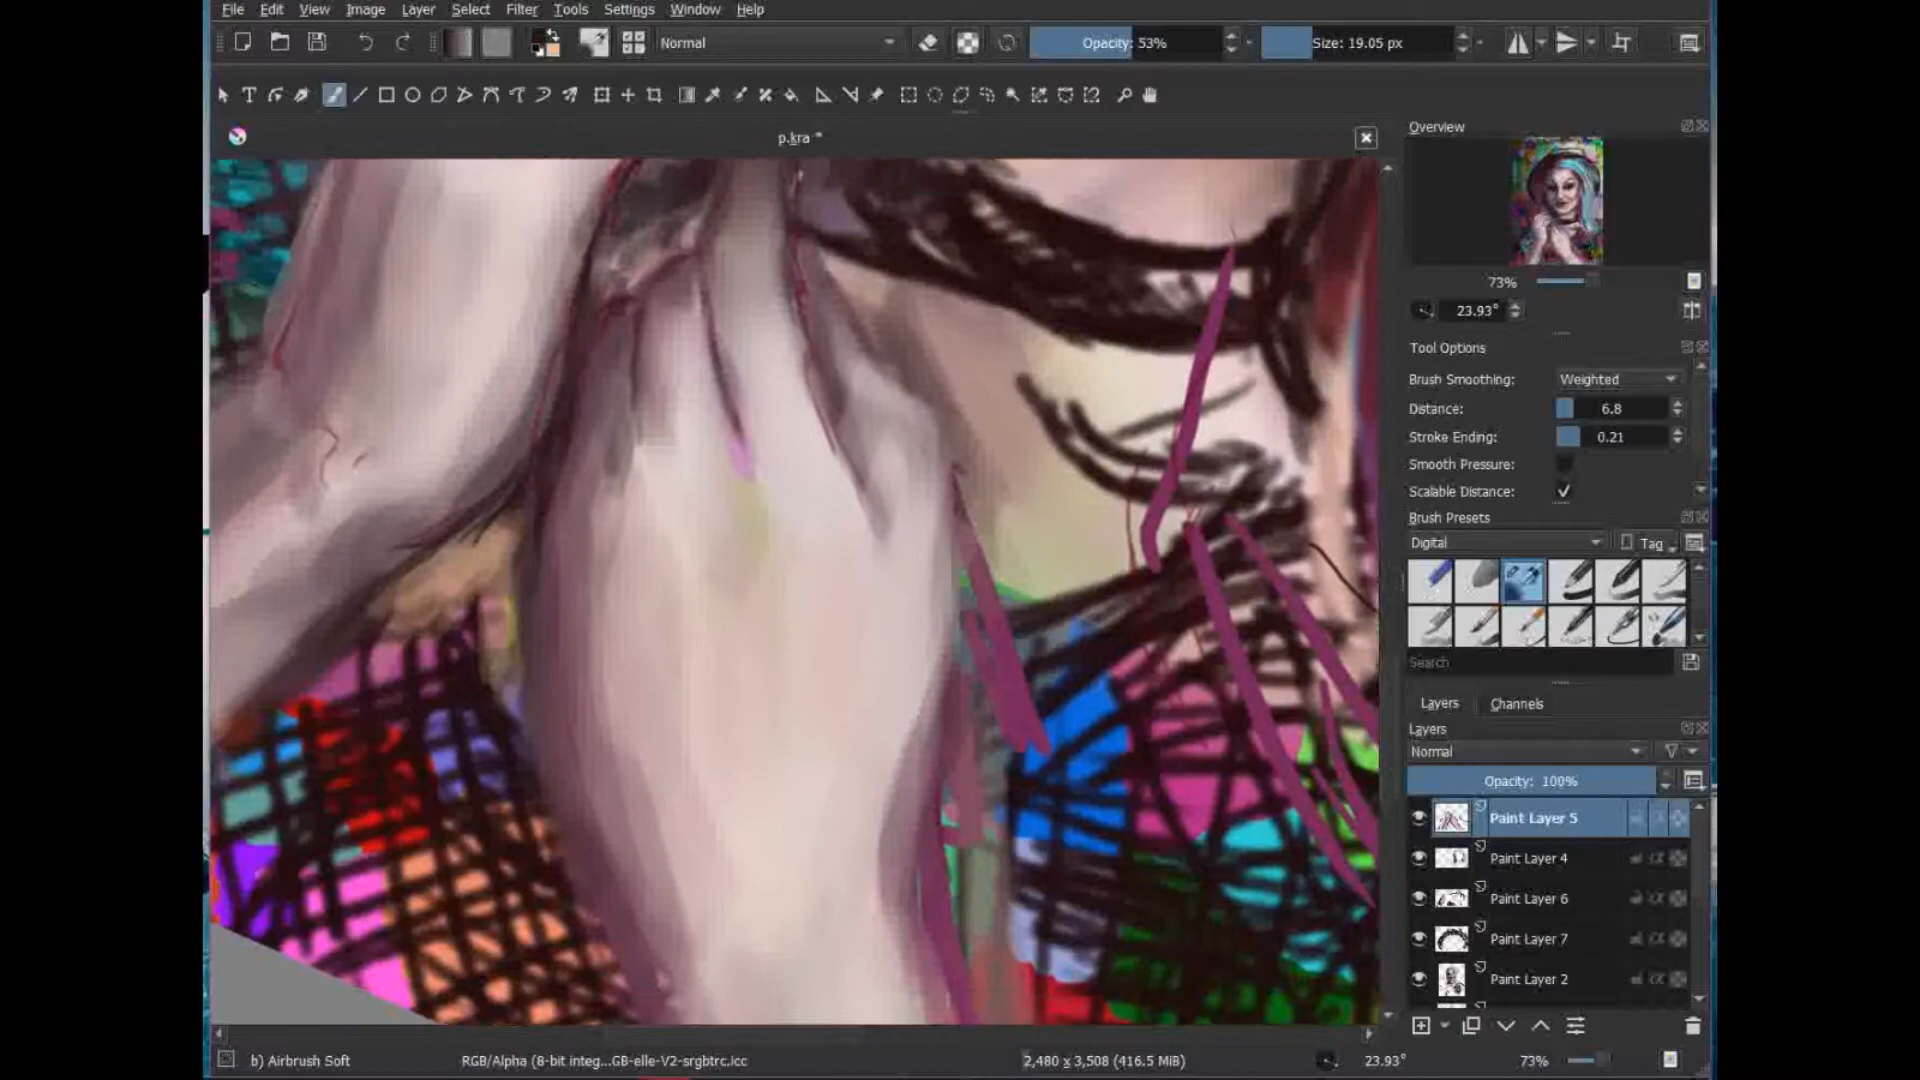 File Edit View Image Layer Select Filter Tools Settings Window Help
Normal Opacity: 53% Size: 19.05 px
p.kra *
Overview
73%
23.93°
Tool Options
Brush Smoothing: Weighted
Distance: 6.8
Stroke Ending: 0.21
Smooth Pressure:
Scalable Distance:
Brush Presets
Digital Tag
Search
Layers Channels
Layers
Normal
Opacity: 100%
Paint Layer 5
Paint Layer 4
Paint Layer 6
Paint Layer 7
Paint Layer 2
b) Airbrush Soft RGB/Alpha (8-bit integ...GB-elle-V2-srgbtrc.icc 2,480 x 3,508 (416.5 MiB) 23.93° 73%